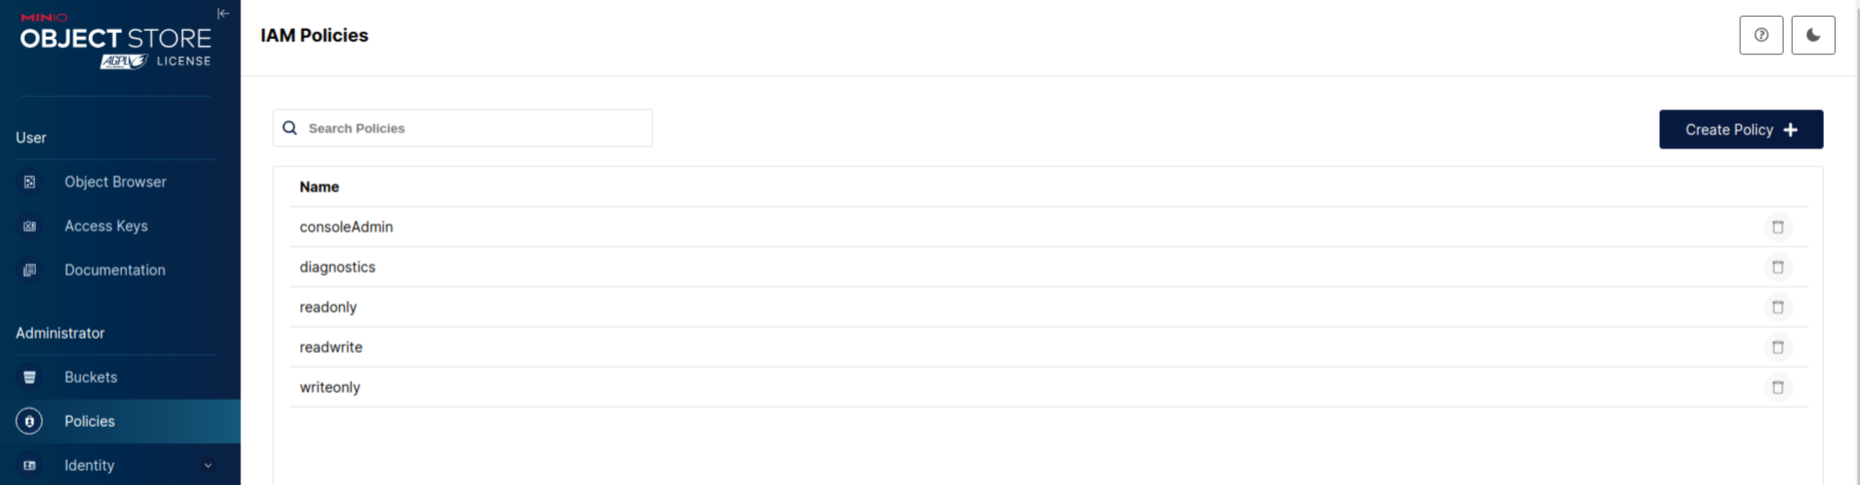 MINIO
OBJECT STORE
AGPLv3 LICENSE
IAM Policies
User
Object Browser
Access Keys
Documentation
Administrator
Buckets
Policies
Identity
Search Policies
Create Policy
Name
consoleAdmin
diagnostics
readonly
readwrite
writeonly